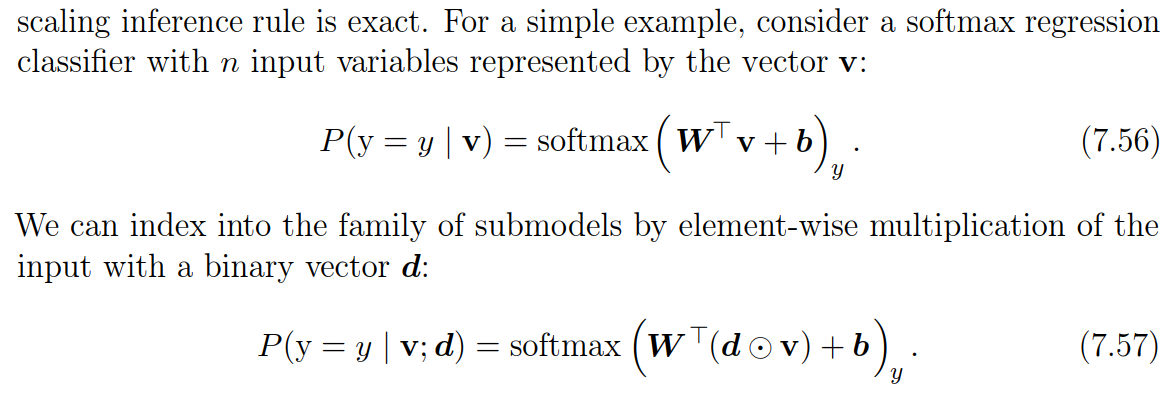 scaling inference rule is exact. For a simple example, consider a softmax regression
classifier with n input variables represented by the vector v:
P(y = y | v) = softmax (W⊤v + b)_y . (7.56)
We can index into the family of submodels by element-wise multiplication of the
input with a binary vector d:
P(y = y | v; d) = softmax (W⊤(d ⊙ v) + b)_y . (7.57)